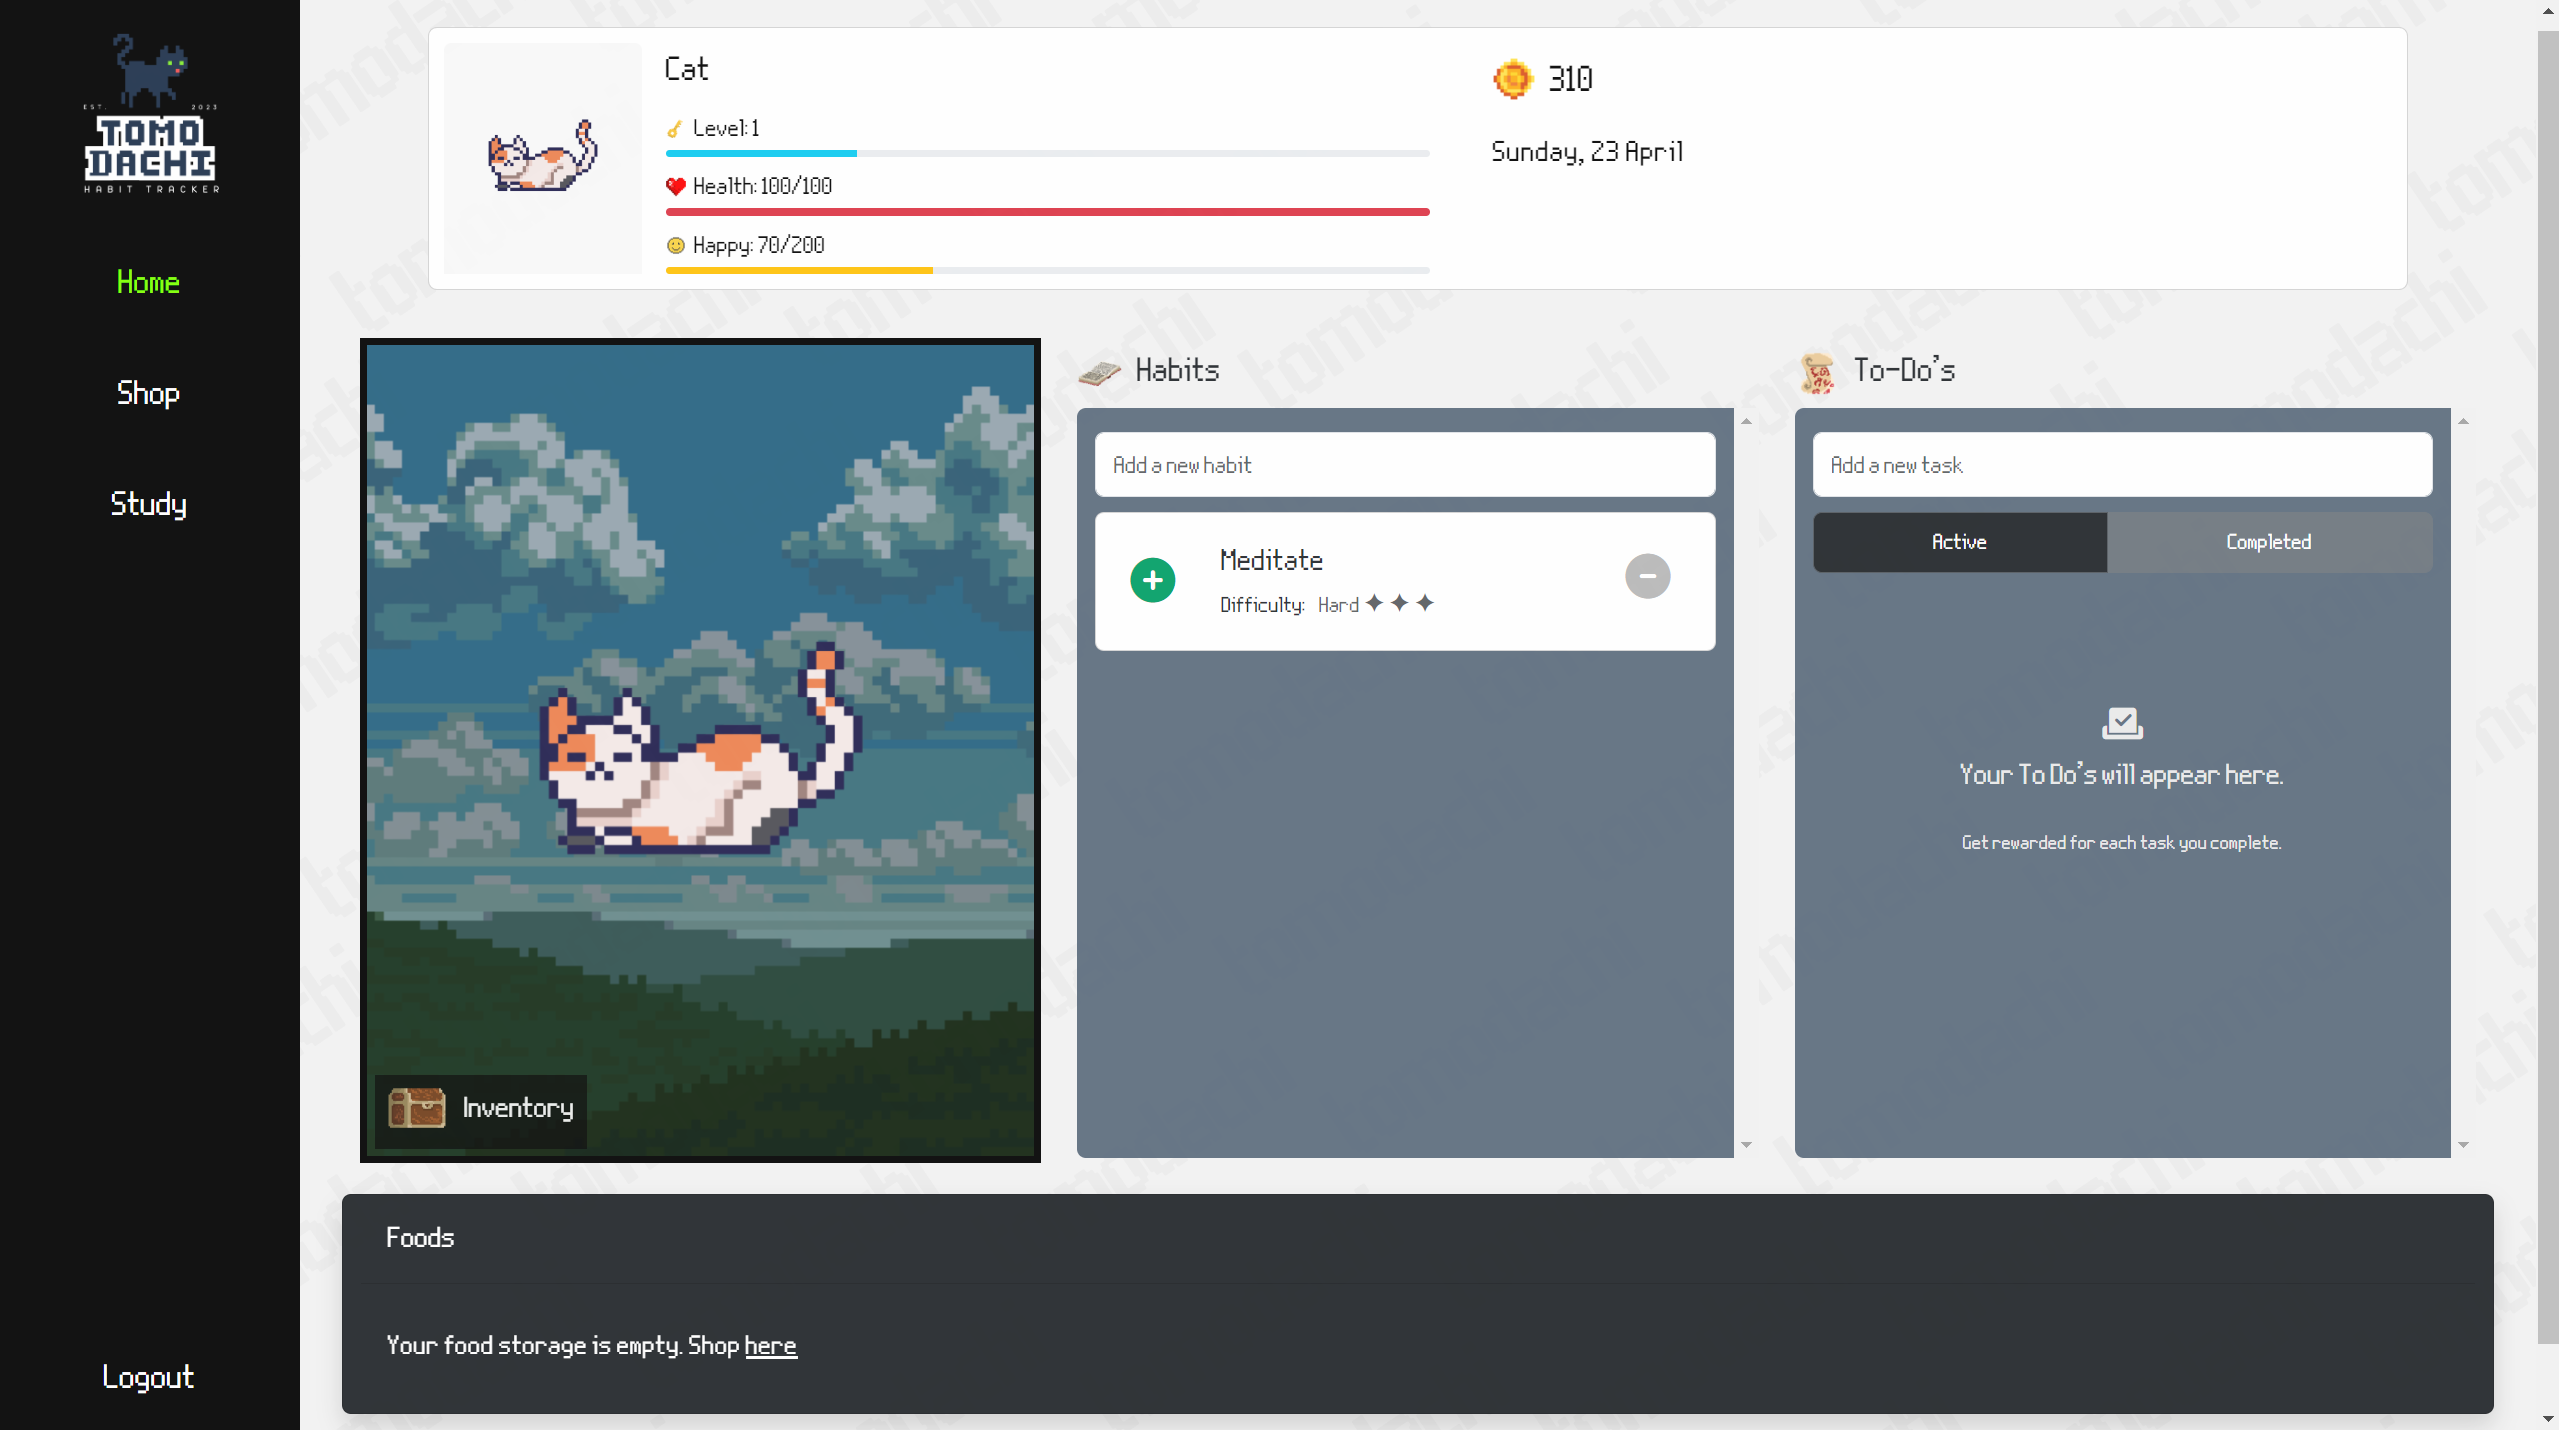 EST. 2023
TOMO
DACHI
HABIT TRACKER
Home
Shop
Study
Logout
Cat
Level: 1
Health: 100/100
Happy: 70/200
310
Sunday, 23 April
Inventory
Habits
Add a new habit
Meditate
Difficulty: Hard ✦ ✦ ✦
To-Do's
Add a new task
Active
Completed
Your To Do's will appear here.
Get rewarded for each task you complete.
Foods
Your food storage is empty. Shop here
tomodachi